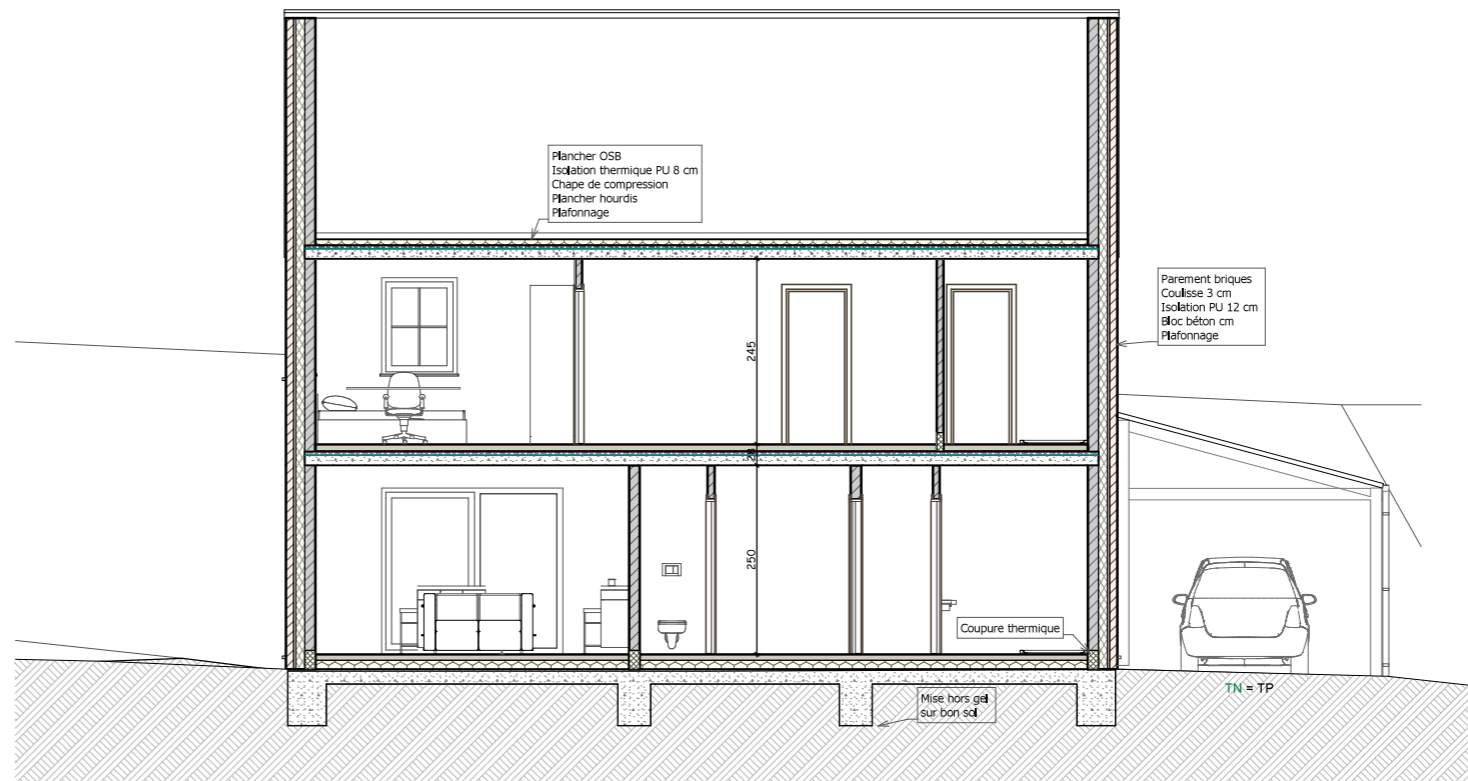 Plancher OSB
Isolation thermique PU 8 cm
Chape de compression
Plancher hourdis
Plafonnage
Parement briques
Coulisse 3 cm
Isolation PU 12 cm
Bloc béton cm
Plafonnage
245
28
250
Coupure thermique
Mise hors gel
sur bon sol
TN = TP